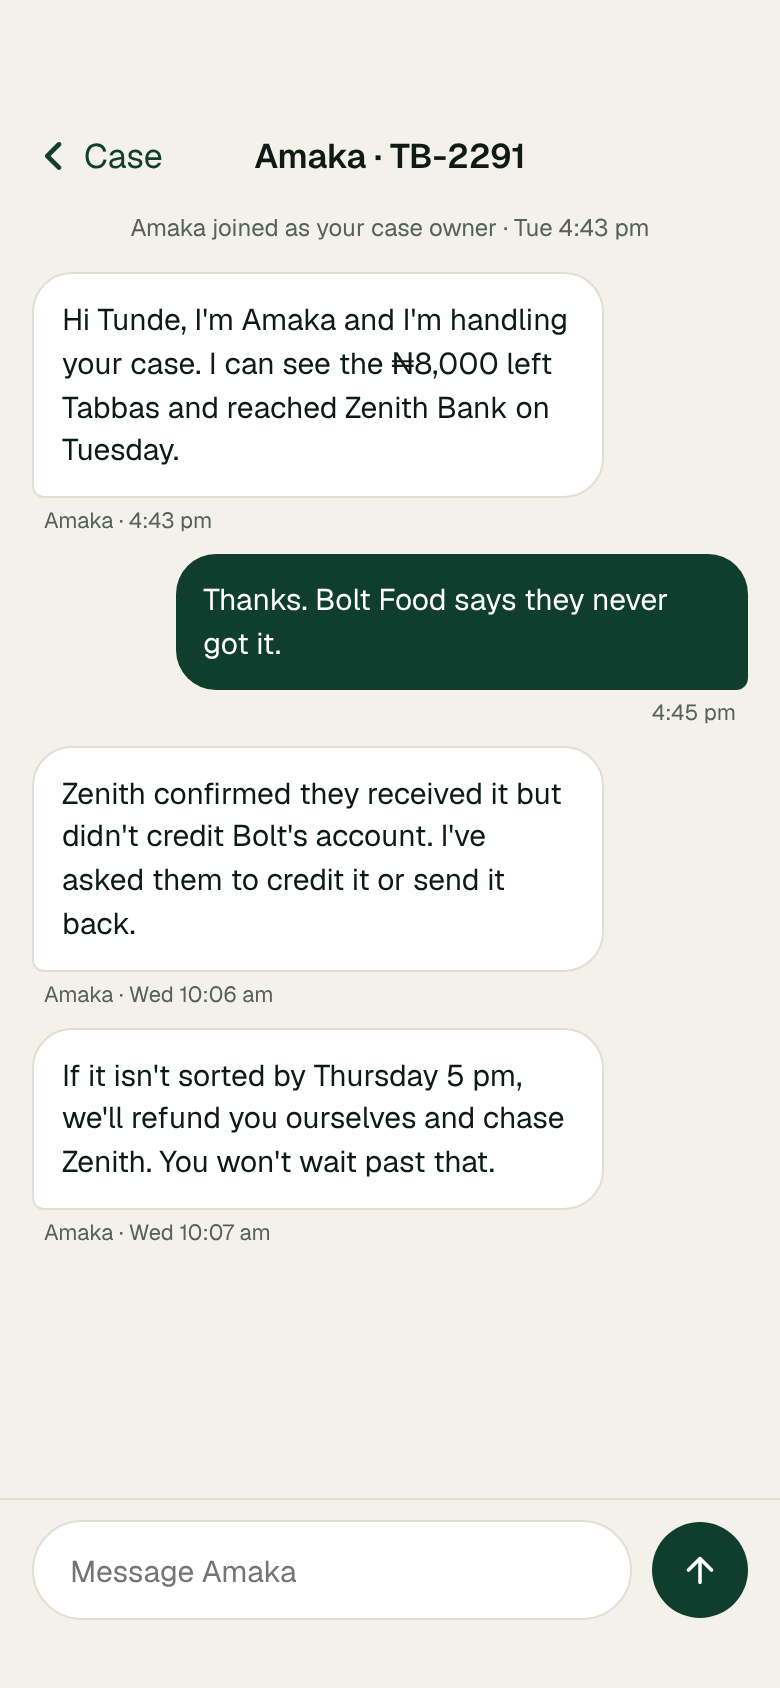 Case
Amaka · TB-2291
Amaka joined as your case owner · Tue 4:43 pm
Hi Tunde, I'm Amaka and I'm handling
your case. I can see the ₦8,000 left
Tabbas and reached Zenith Bank on
Tuesday.
Amaka · 4:43 pm
Thanks. Bolt Food says they never
got it.
4:45 pm
Zenith confirmed they received it but
didn't credit Bolt's account. I've
asked them to credit it or send it
back.
Amaka · Wed 10:06 am
If it isn't sorted by Thursday 5 pm,
we'll refund you ourselves and chase
Zenith. You won't wait past that.
Amaka · Wed 10:07 am
Message Amaka